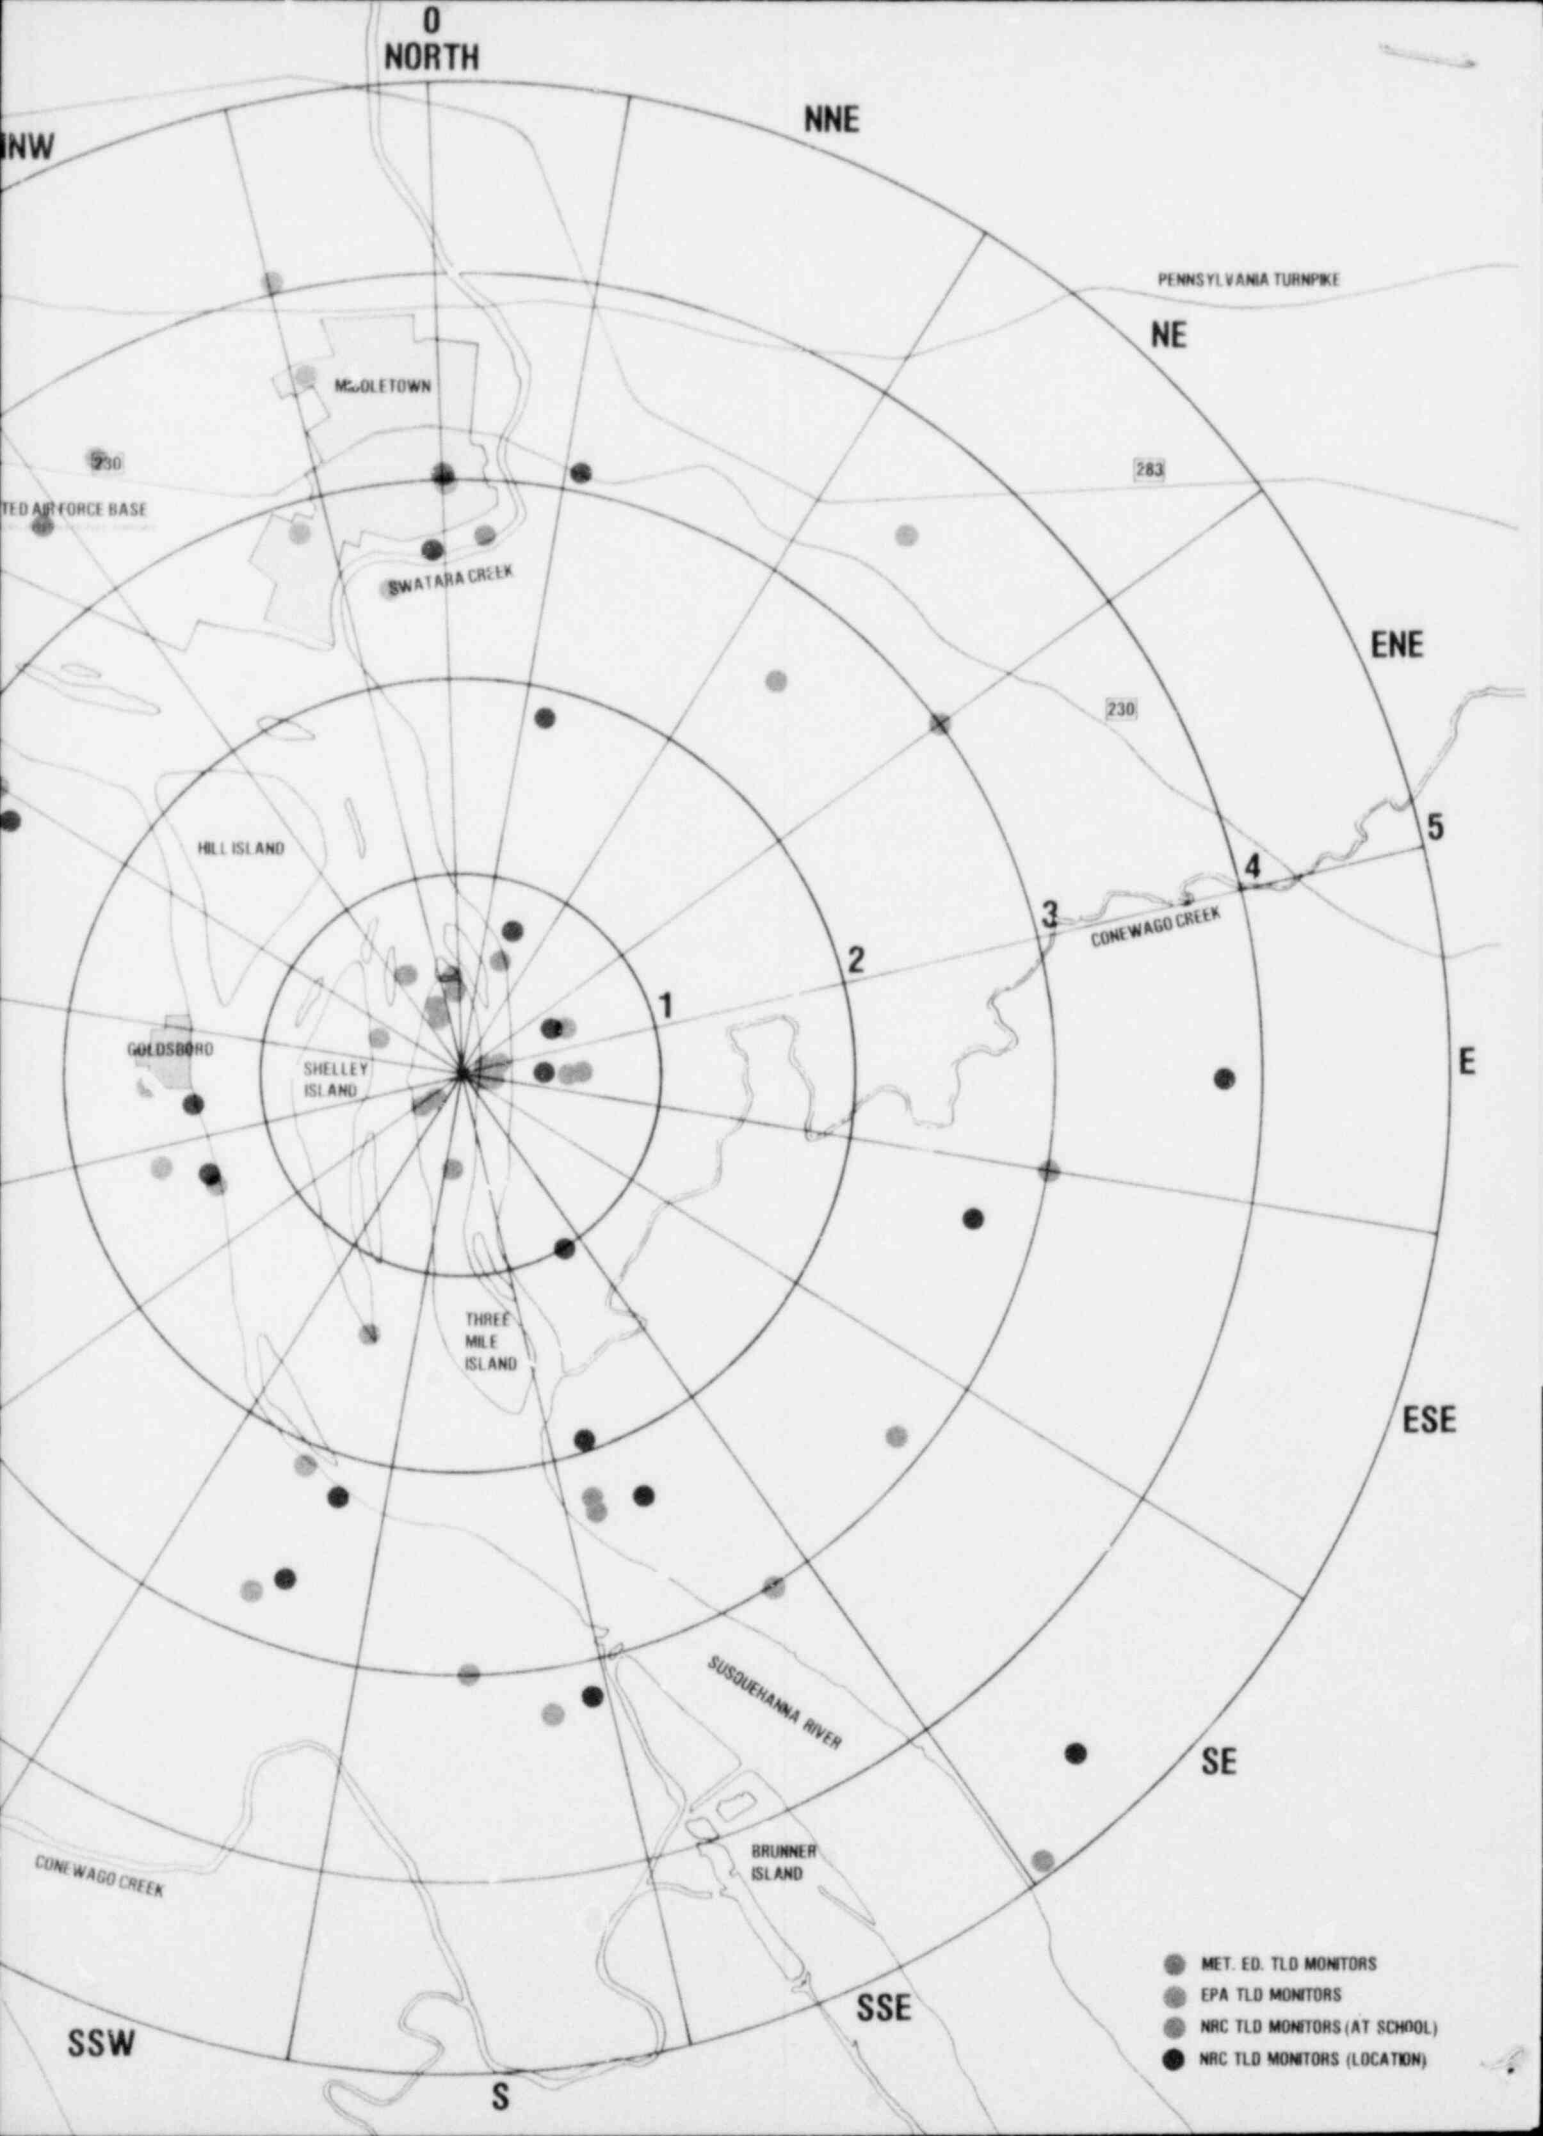 0
NORTH
NNE
NNW
PENNSYLVANIA TURNPIKE
NE
MIDDLETOWN
230
283
TED AIR FORCE BASE
SWATARA CREEK
ENE
230
5
HILL ISLAND
4
3
CONEWAGO CREEK
2
1
GOLDSBORO
E
SHELLEY
ISLAND
THREE
MILE
ISLAND
ESE
SUSQUEHANNA RIVER
SE
BRUNNER
ISLAND
CONEWAGO CREEK
MET. ED. TLD MONITORS
EPA TLD MONITORS
NRC TLD MONITORS (AT SCHOOL)
NRC TLD MONITORS (LOCATION)
SSE
SSW
S